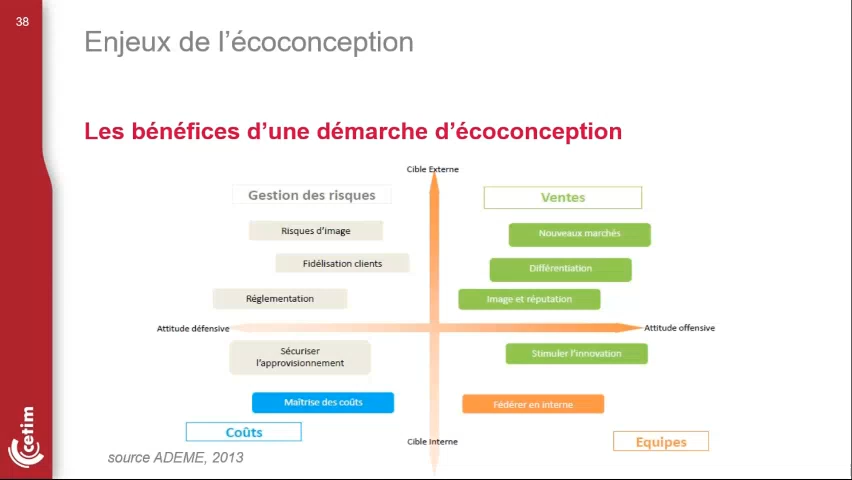 38
Enjeux de l'écoconception
Les bénéfices d'une démarche d'écoconception
Cible Externe
Gestion des risques
Ventes
Risques d'image
Nouveaux marchés
Fidélisation clients
Différentiation
Réglementation
Image et réputation
Attitude défensive
Attitude offensive
Sécuriser
l'approvisionnement
Stimuler l'innovation
Maîtrise des coûts
Fédérer en interne
Coûts
Cible Interne
Equipes
source ADEME, 2013
cetim